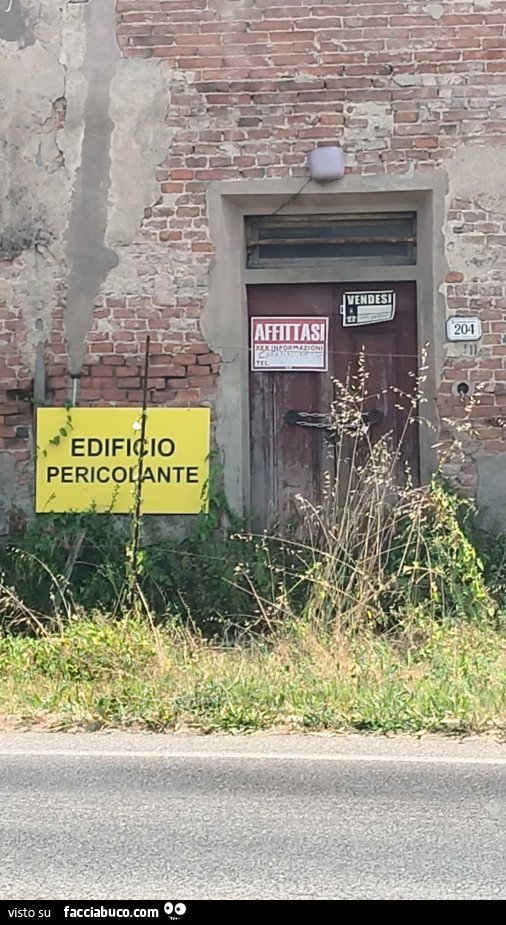 VENDESI
AFFITTASI
PER INFORMAZIONI
TEL.
204
EDIFICIO
PERICOLANTE
visto su facciabuco.com